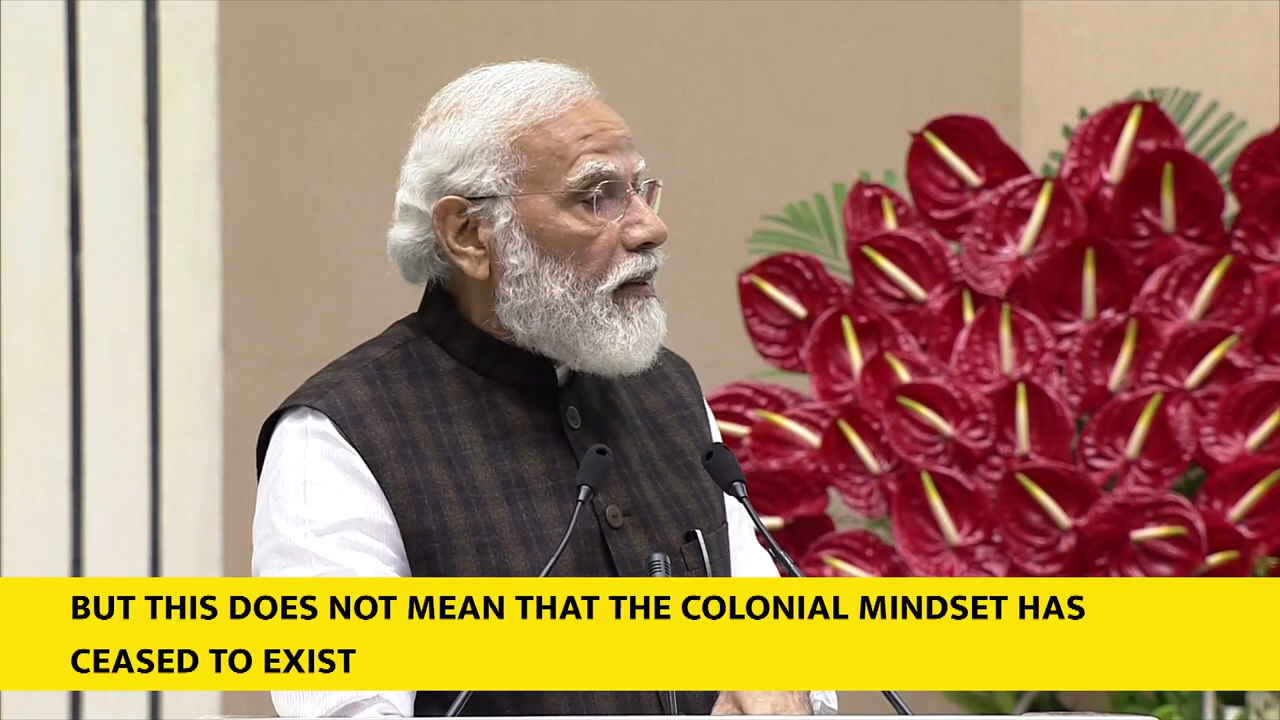 BUT THIS DOES NOT MEAN THAT THE COLONIAL MINDSET HAS
CEASED TO EXIST